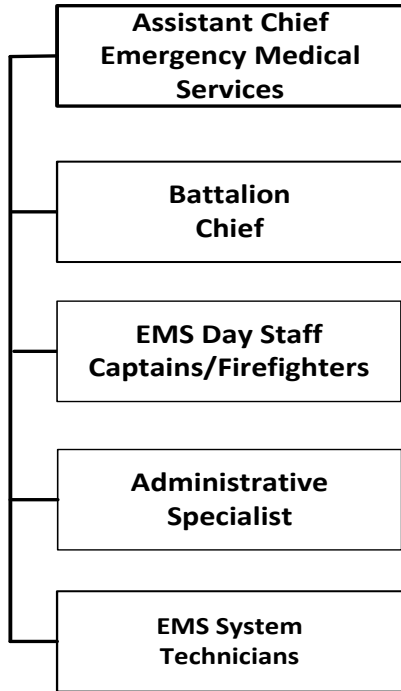 Assistant Chief
Emergency Medical
Services
Battalion
Chief
EMS Day Staff
Captains/Firefighters
Administrative
Specialist
EMS System
Technicians